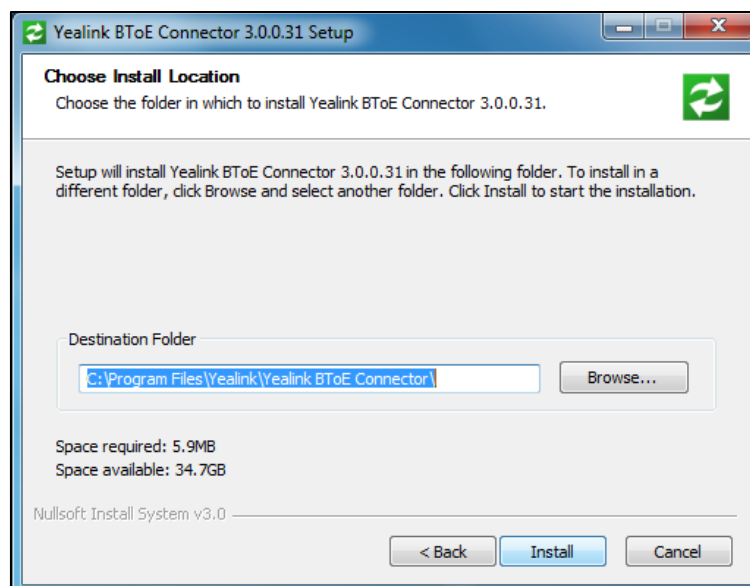 Yealink BToE Connector 3.0.0.31 Setup
Choose Install Location
Choose the folder in which to install Yealink BToE Connector 3.0.0.31.
Setup will install Yealink BToE Connector 3.0.0.31 in the following folder. To install in a
different folder, click Browse and select another folder. Click Install to start the installation.
Destination Folder
C:\Program Files\Yealink\Yealink BToE Connector\
Browse...
Space required: 5.9MB
Space available: 34.7GB
Nullsoft Install System v3.0
< Back Install Cancel